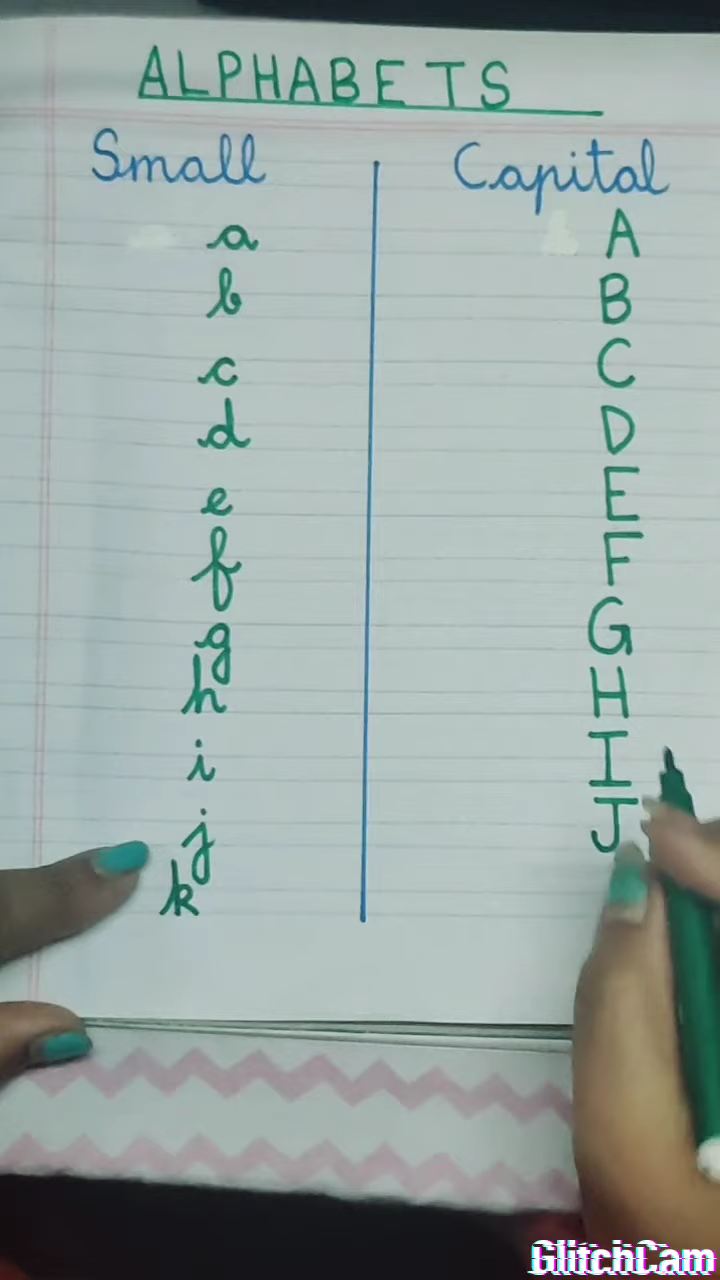 ALPHABETS
Small Capital
a A
b B
c C
d D
e E
f F
g G
h H
i I
j J
k
GlitchCam